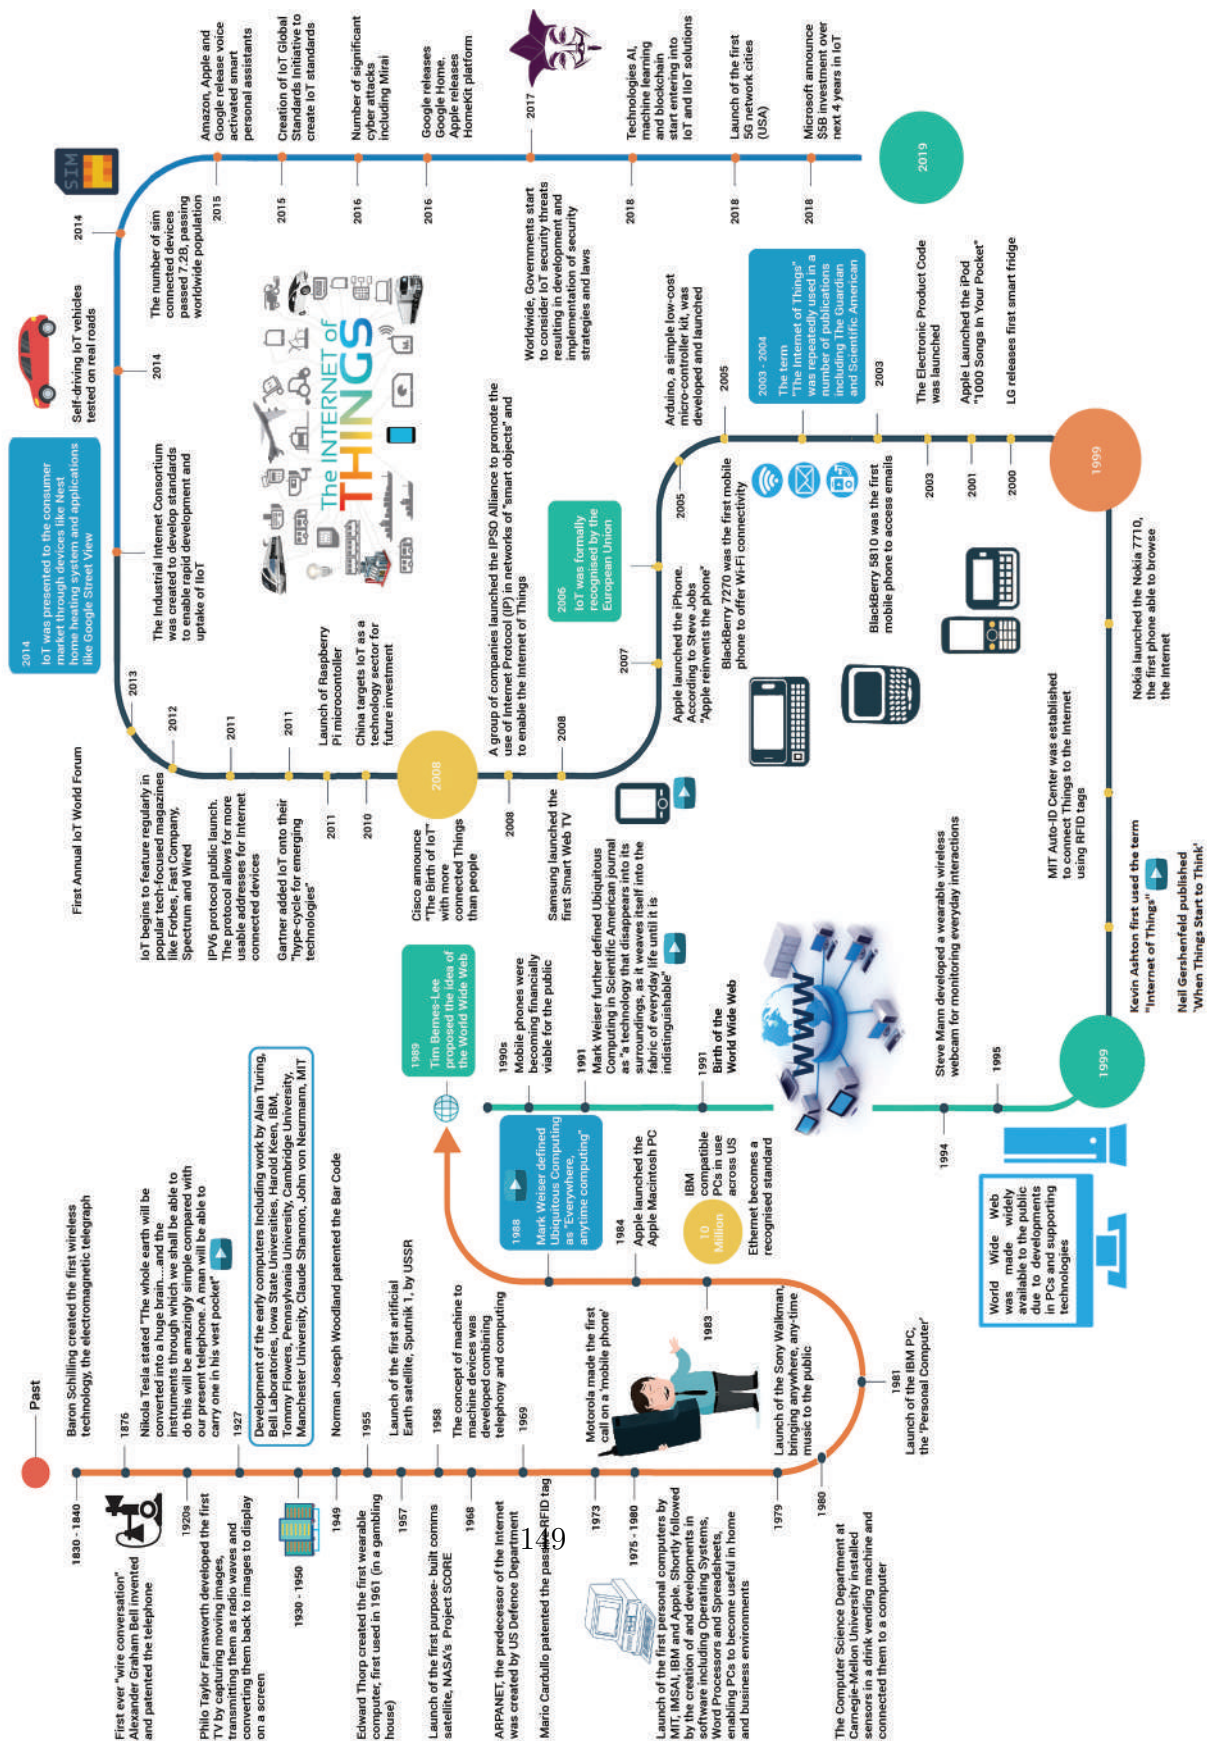 Past
1830 - 1840
Baron Schilling created the first wireless
technology, the electromagnetic telegraph
1876
First ever "wire conversation"
Alexander Graham Bell invented
and patented the telephone
1920s
Nikola Tesla stated "The whole earth will be
converted into a huge brain....and the
instruments through which we shall be able to
do this will be amazingly simple compared with
our present telephone. A man will be able to
carry one in his vest pocket"
1927
Philo Taylor Farnsworth developed the first
TV by capturing moving images,
transmitting them as radio waves and
converting them back to images to display
on a screen
1930 - 1950
Development of the early computers Including work by Alan Turing,
Bell Laboratories, Iowa State Universities, Harold Keen, IBM,
Tommy Flowers, Pennsylvania University, Cambridge University,
Manchester University, Claude Shannon, John von Neumann, MIT
1949
Norman Joseph Woodland patented the Bar Code
1955
Edward Thorp created the first wearable
computer, first used in 1961 (in a gambling
house)
1957
Launch of the first artificial
Earth satellite, Sputnik 1, by USSR
1958
Launch of the first purpose- built comms
satellite, NASA's Project SCORE
1968
The concept of machine to
machine devices was
developed combining
telephony and computing
1969
ARPANET, the predecessor of the Internet
was created by US Defence Department
Mario Cardullo patented the passive RFID tag
1973
Motorola made the first
call on a 'mobile phone'
1975 - 1980
Launch of the first personal computers by
MIT, IMSAI, IBM and Apple. Shortly followed
by the creation of and developments in
software including Operating Systems,
Word Processors and Spreadsheets,
enabling PCs to become useful in home
and business environments
1979
Launch of the Sony Walkman,
bringing anywhere, any-time
music to the public
1980
The Computer Science Department at
Carnegie-Mellon University installed
sensors in a drink vending machine and
connected them to a computer
1981
Launch of the IBM PC,
the 'Personal Computer'
1983
Ethernet becomes a
recognised standard
10
Million
IBM
compatible
PCs in use
across US
1984
Apple launched the
Apple Macintosh PC
1988
Mark Weiser defined
Ubiquitous Computing
as "Everywhere,
anytime computing"
1989
Tim Bernes-Lee
proposed the idea of
the World Wide Web
1990s
Mobile phones were
becoming financially
viable for the public
1991
Mark Weiser further defined Ubiquitous
Computing in Scientific American journal
as "a technology that disappears into its
surroundings, as it weaves itself into the
fabric of everyday life until it is
indistinguishable"
1991
Birth of the
World Wide Web
WWW
1994
Steve Mann developed a wearable wireless
webcam for monitoring everyday interactions
1995
World Wide Web
was made widely
available to the public
due to developments
in PCs and supporting
technologies
1999
Kevin Ashton first used the term
"Internet of Things"
Neil Gershenfeld published
'When Things Start to Think'
MIT Auto-ID Center was established
to connect Things to the Internet
using RFID tags
Nokia launched the Nokia 7710,
the first phone able to browse
the Internet
1999
2000
LG releases first smart fridge
2001
Apple Launched the iPod
"1000 Songs In Your Pocket"
2003
The Electronic Product Code
was launched
2003
BlackBerry 5810 was the first
mobile phone to access emails
2003 - 2004
The term
"The Internet of Things"
was repeatedly used in a
number of publications
including The Guardian
and Scientific American
2005
BlackBerry 7270 was the first mobile
phone to offer Wi-Fi connectivity
2005
Arduino, a simple low-cost
micro-controller kit, was
developed and launched
2006
IoT was formally
recognised by the
European Union
2007
Apple launched the iPhone.
According to Steve Jobs
"Apple reinvents the phone"
2008
Samsung launched the
first Smart Web TV
2008
A group of companies launched the IPSO Alliance to promote the
use of Internet Protocol (IP) in networks of "smart objects" and
to enable the Internet of Things
2008
Cisco announce
"The Birth of IoT"
with more
connected Things
than people
2010
China targets IoT as a
technology sector for
future investment
2011
Launch of Raspberry
Pi microcontroller
2011
Gartner added IoT onto their
"hype-cycle for emerging
technologies"
2011
IPV6 protocol public launch.
The protocol allows for more
usable addresses for Internet
connected devices
2012
IoT begins to feature regularly in
popular tech-focused magazines
like Forbes, Fast Company,
Spectrum and Wired
2013
First Annual IoT World Forum
2014
IoT was presented to the consumer
market through devices like Nest
home heating system and applications
like Google Street View
The Industrial Internet Consortium
was created to develop standards
to enable rapid development and
uptake of IIoT
2014
Self-driving IoT vehicles
tested on real roads
2014
The number of sim
connected devices
passed 7.2B, passing
worldwide population
SIM
The INTERNET of
THINGS
2015
Amazon, Apple and
Google release voice
activated smart
personal assistants
2015
Creation of IoT Global
Standards Initiative to
create IoT standards
2016
Number of significant
cyber attacks
including Mirai
2016
Google releases
Google Home.
Apple releases
HomeKit platform
2017
Worldwide, Governments start
to consider IoT security threats
resulting in development and
implementation of security
strategies and laws
2018
Technologies AI,
machine learning
and blockchain
start entering into
IoT and IIoT solutions
2018
Launch of the first
5G network cities
(USA)
2018
Microsoft announce
$5B investment over
next 4 years in IoT
2019
149